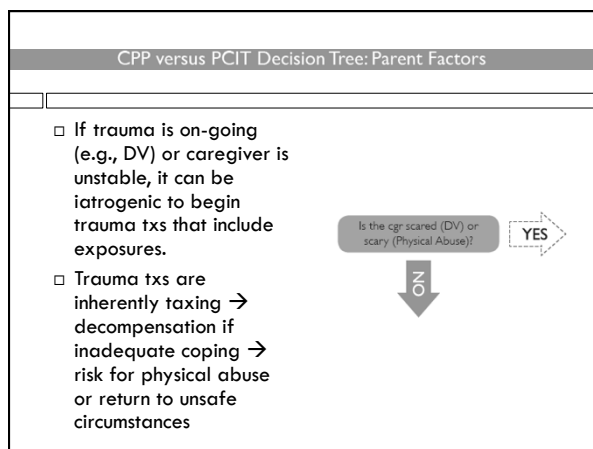 CPP versus PCIT Decision Tree: Parent Factors
□ If trauma is on-going
(e.g., DV) or caregiver is
unstable, it can be
iatrogenic to begin
trauma txs that include
exposures.
□ Trauma txs are
inherently taxing →
decompensation if
inadequate coping →
risk for physical abuse
or return to unsafe
circumstances
Is the cgr scared (DV) or
scary (Physical Abuse)?
YES
NO